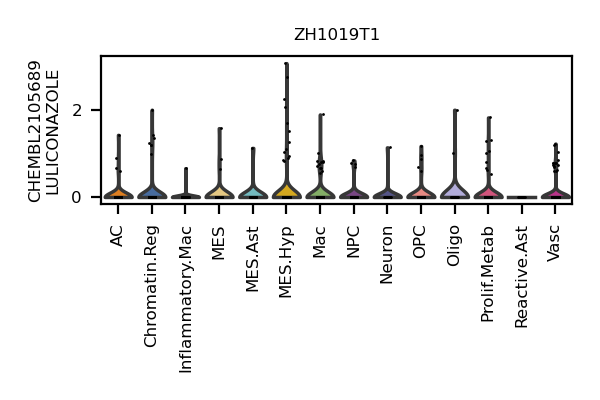 ZH1019T1
CHEMBL2105689
LULICONAZOLE
2
0
AC
Chromatin.Reg
Inflammatory.Mac
MES
MES.Ast
MES.Hyp
Mac
NPC
Neuron
OPC
Oligo
Prolif.Metab
Reactive.Ast
Vasc